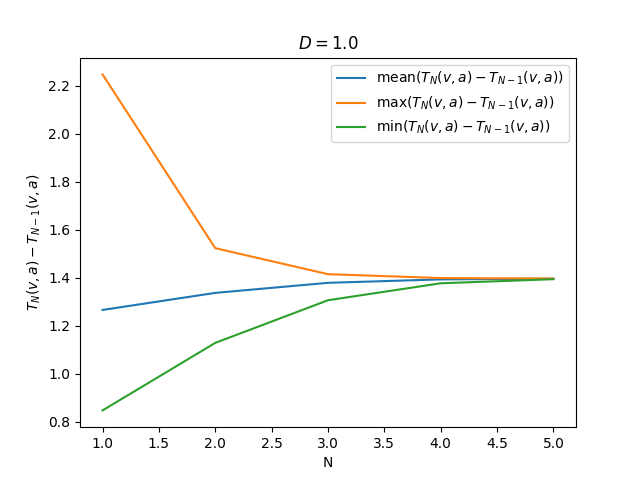 D = 1.0
mean(T_N(v, a) − T_{N−1}(v, a))
max(T_N(v, a) − T_{N−1}(v, a))
min(T_N(v, a) − T_{N−1}(v, a))
T_N(v, a) − T_{N−1}(v, a)
2.2
2.0
1.8
1.6
1.4
1.2
1.0
0.8
1.0 1.5 2.0 2.5 3.0 3.5 4.0 4.5 5.0
N